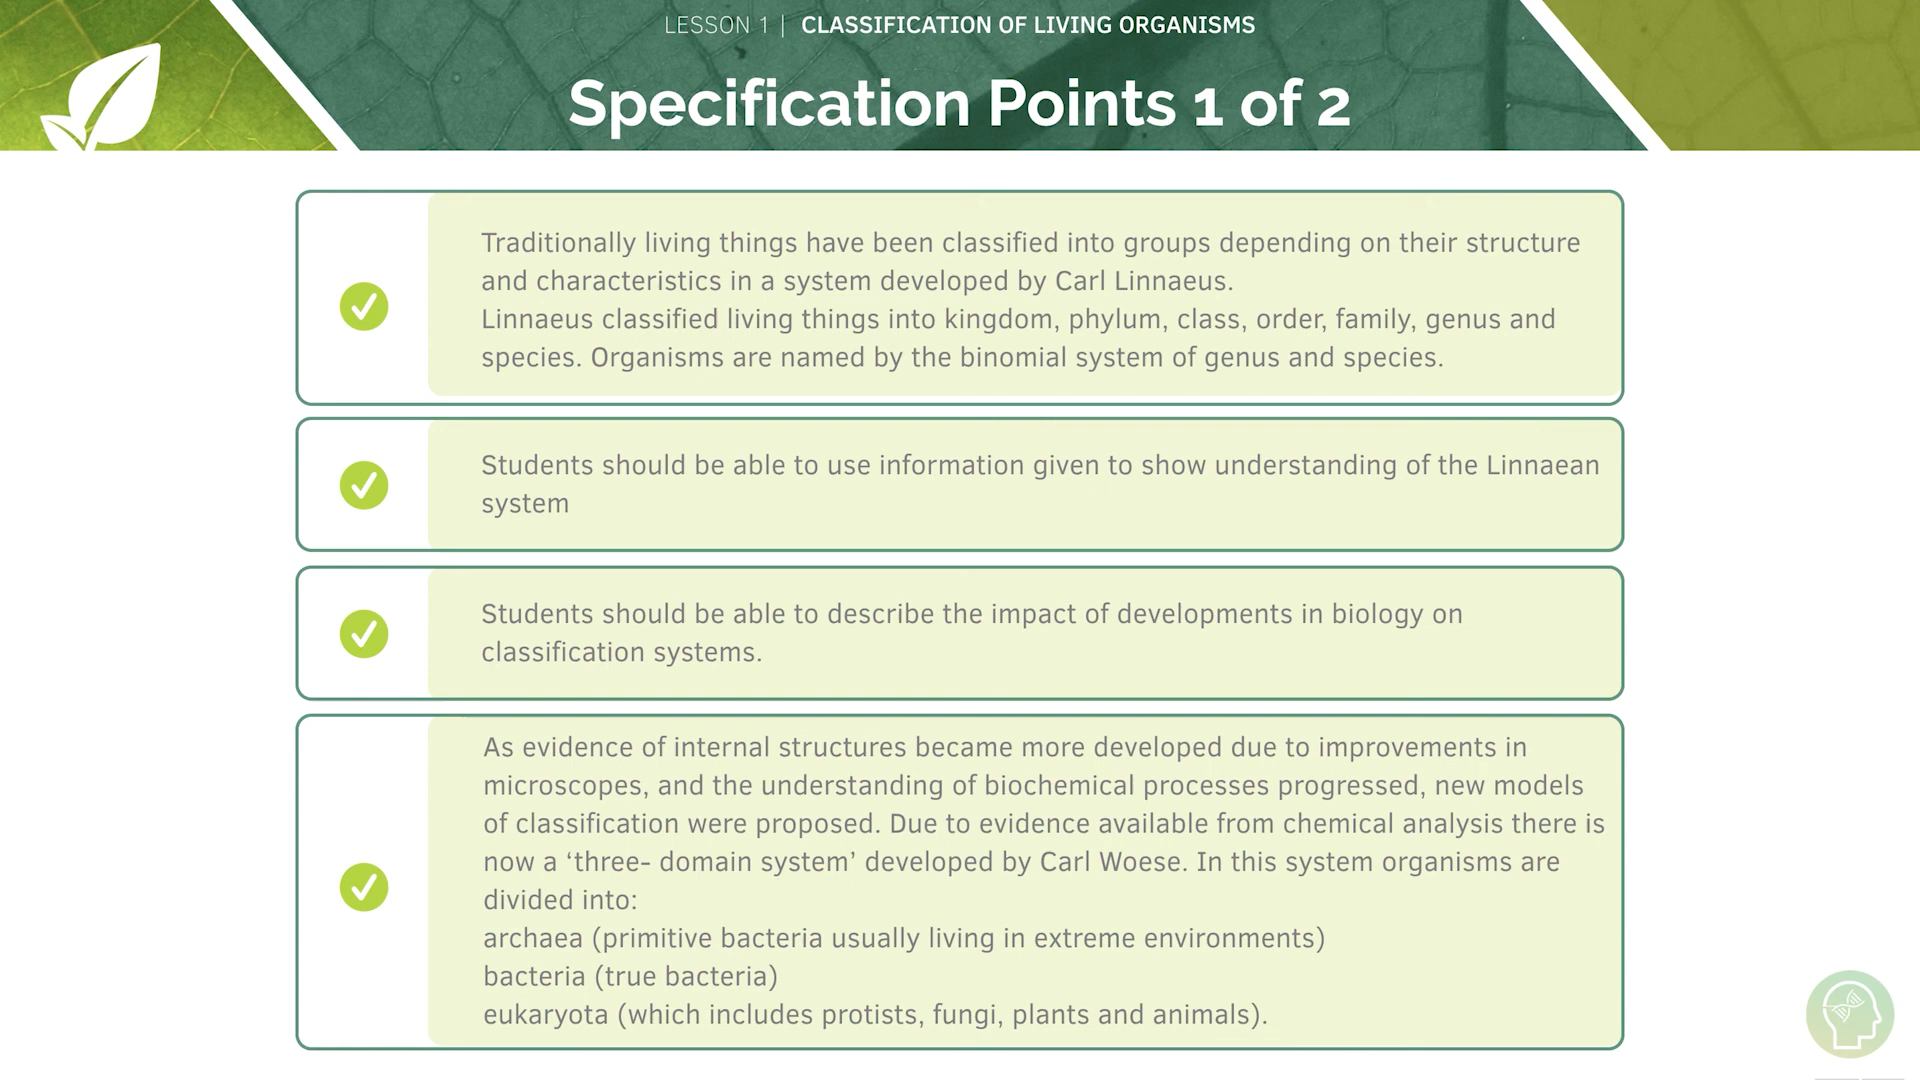 LESSON 1 | CLASSIFICATION OF LIVING ORGANISMS
Specification Points 1 of 2
Traditionally living things have been classified into groups depending on their structure
and characteristics in a system developed by Carl Linnaeus.
Linnaeus classified living things into kingdom, phylum, class, order, family, genus and
species. Organisms are named by the binomial system of genus and species.
Students should be able to use information given to show understanding of the Linnaean
system
Students should be able to describe the impact of developments in biology on
classification systems.
As evidence of internal structures became more developed due to improvements in
microscopes, and the understanding of biochemical processes progressed, new models
of classification were proposed. Due to evidence available from chemical analysis there is
now a ‘three- domain system’ developed by Carl Woese. In this system organisms are
divided into:
archaea (primitive bacteria usually living in extreme environments)
bacteria (true bacteria)
eukaryota (which includes protists, fungi, plants and animals).